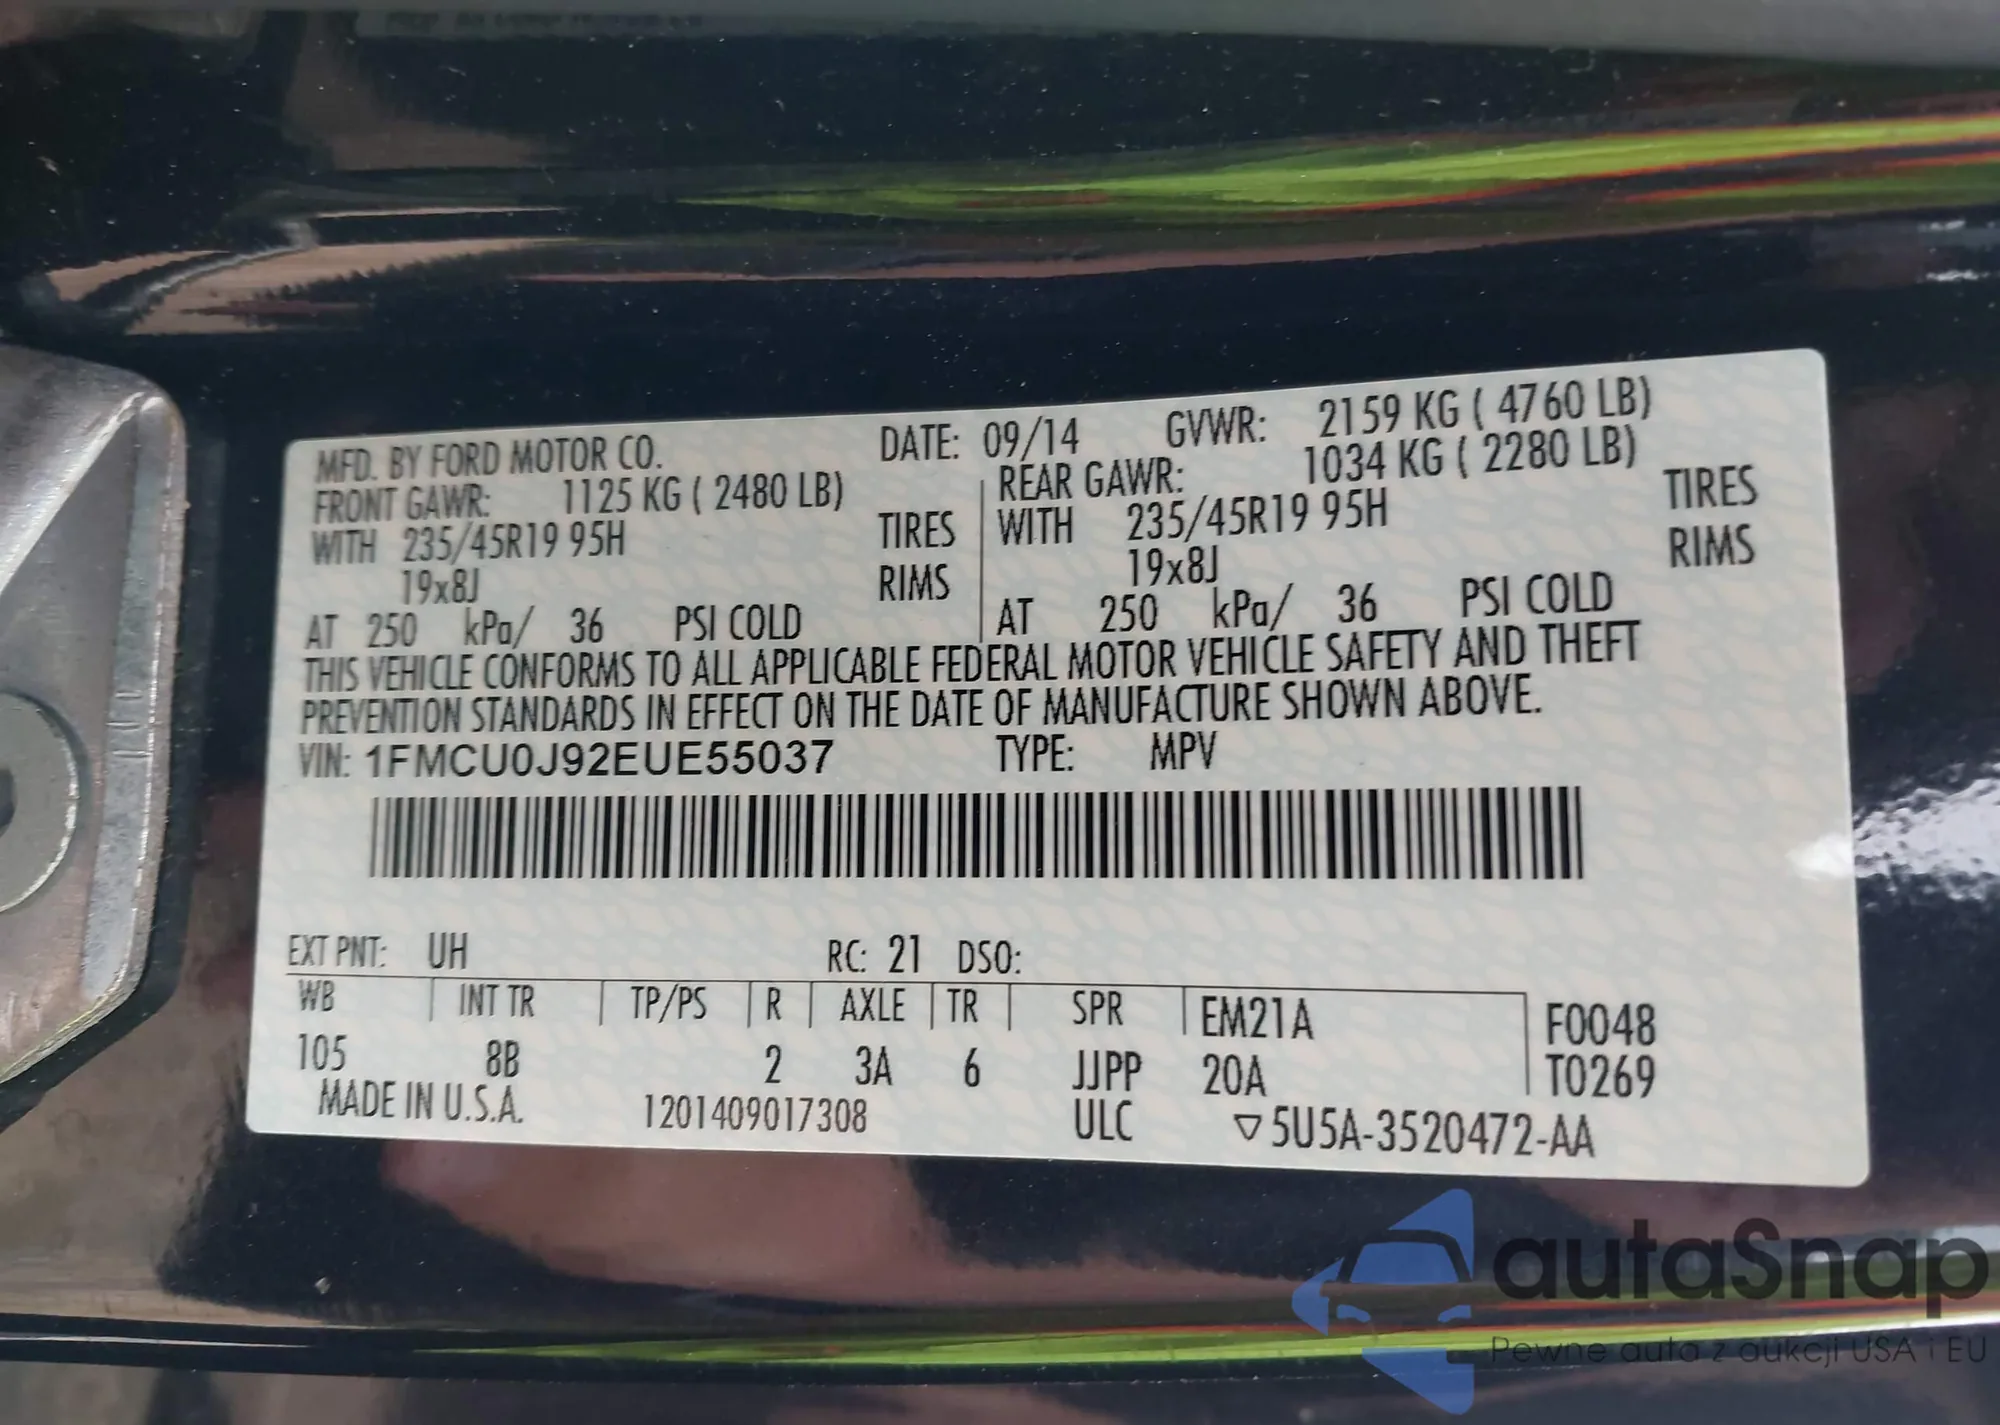 MFD. BY FORD MOTOR CO. DATE: 09/14 GVWR: 2159 KG ( 4760 LB)
FRONT GAWR: 1125 KG ( 2480 LB) REAR GAWR: 1034 KG ( 2280 LB)
WITH 235/45R19 95H TIRES WITH 235/45R19 95H TIRES
19x8J RIMS 19x8J RIMS
AT 250 kPa/ 36 PSI COLD AT 250 kPa/ 36 PSI COLD
THIS VEHICLE CONFORMS TO ALL APPLICABLE FEDERAL MOTOR VEHICLE SAFETY AND THEFT
PREVENTION STANDARDS IN EFFECT ON THE DATE OF MANUFACTURE SHOWN ABOVE.
VIN: 1FMCU0J92EUE55037 TYPE: MPV
EXT PNT: UH RC: 21 DSO:
WB INT TR TP/PS R AXLE TR SPR EM21A F0048
105 8B 2 3A 6 JJPP 20A T0269
MADE IN U.S.A. 1201409017308 ULC ▽5U5A-3520472-AA
autaSnap
Pewne auta z aukcji USA i EU